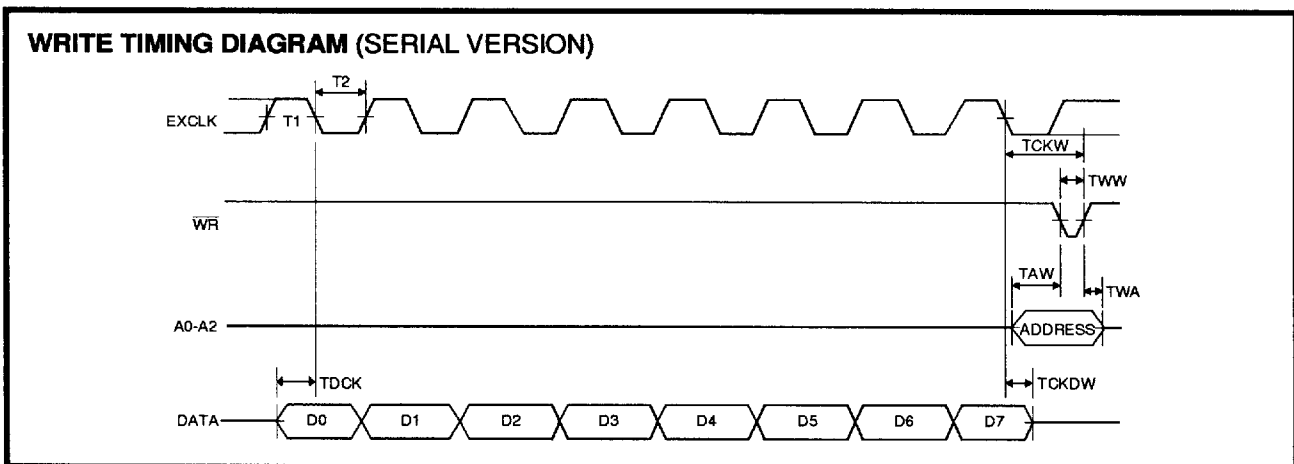 WRITE TIMING DIAGRAM (SERIAL VERSION)
T2
EXCLK
T1
TCKW
TWW
WR
TAW
TWA
A0-A2
ADDRESS
TDCK
TCKDW
DATA
D0 D1 D2 D3 D4 D5 D6 D7